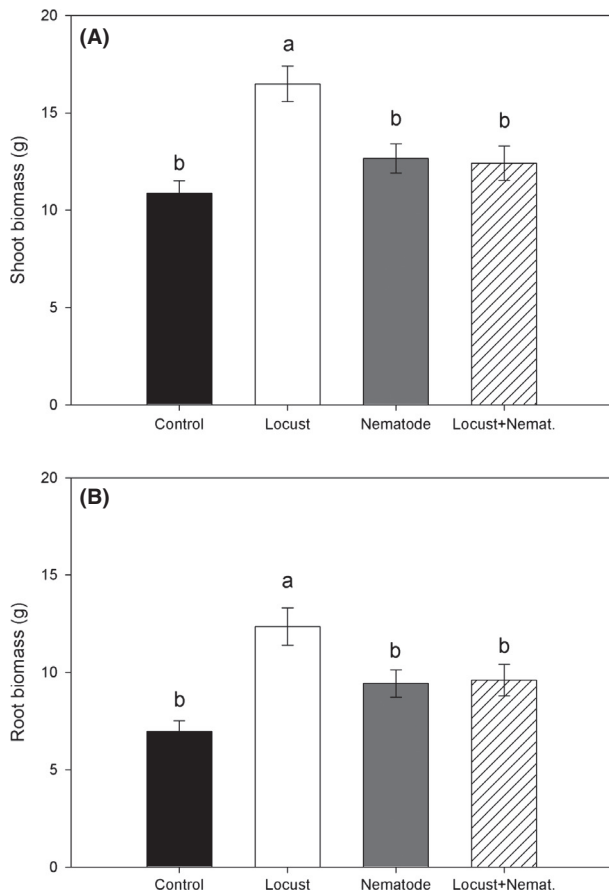 (A)
20
15
10
5
0
Shoot biomass (g)
b
a
b
b
Control Locust Nematode Locust+Nemat.
(B)
20
15
10
5
0
Root biomass (g)
b
a
b
b
Control Locust Nematode Locust+Nemat.